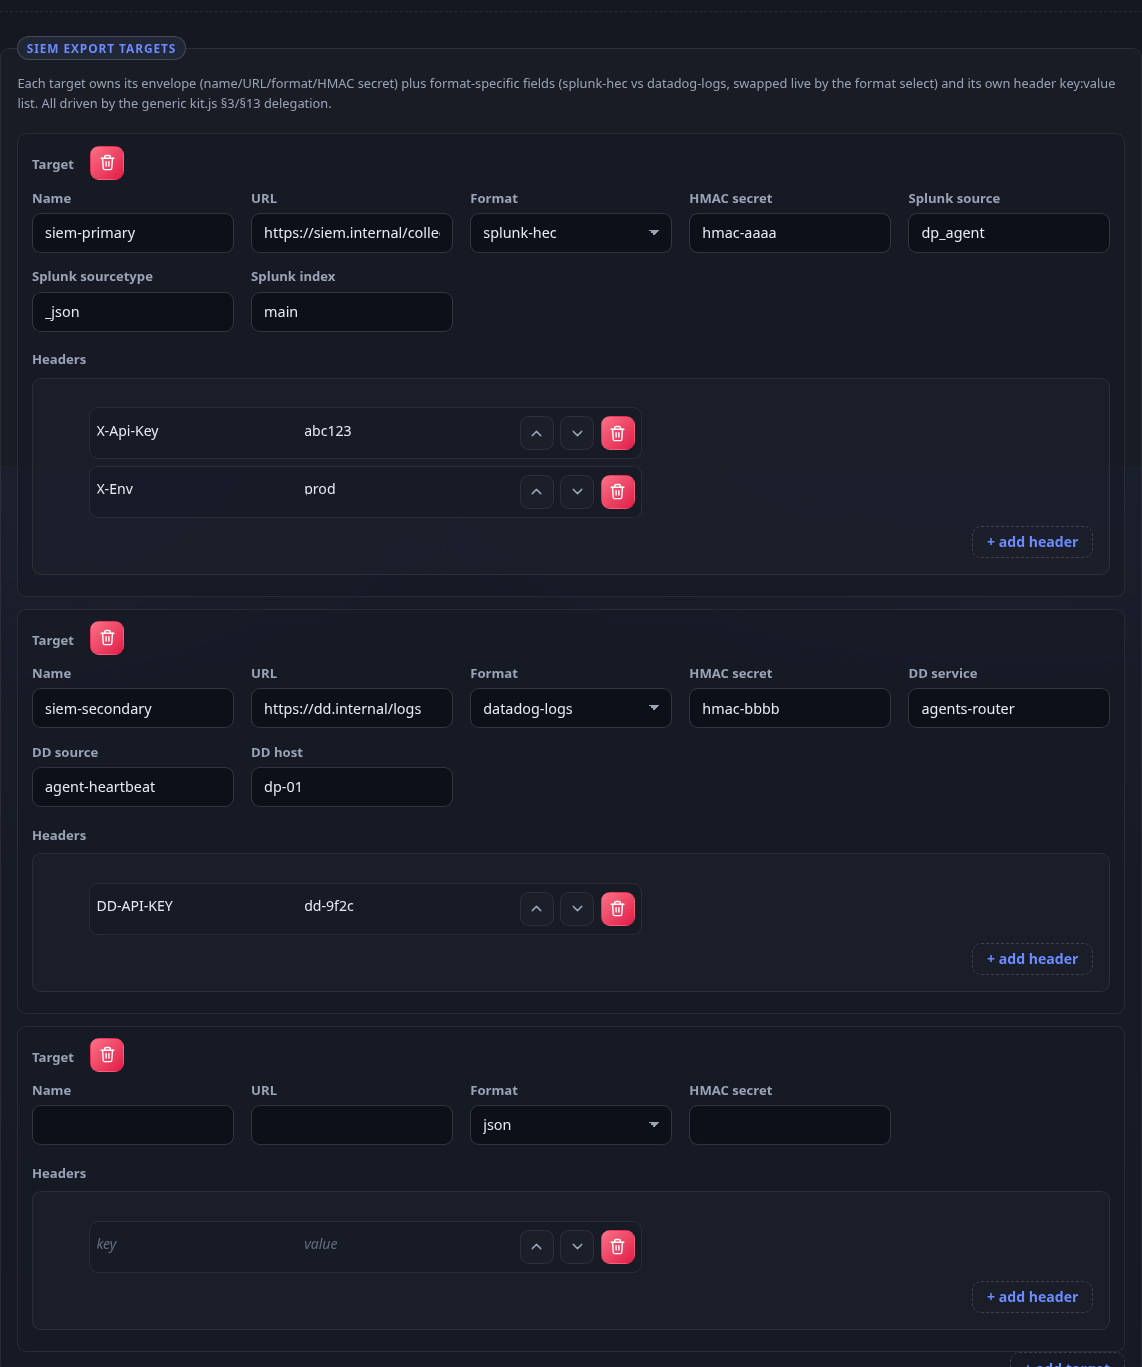 SIEM EXPORT TARGETS
Each target owns its envelope (name/URL/format/HMAC secret) plus format-specific fields (splunk-hec vs datadog-logs, swapped live by the format select) and its own header key:value
list. All driven by the generic kit.js §3/§13 delegation.
Target
Name URL Format HMAC secret Splunk source
siem-primary https://siem.internal/colle splunk-hec hmac-aaaa dp_agent
Splunk sourcetype Splunk index
_json main
Headers
X-Api-Key abc123
X-Env prod
+ add header
Target
Name URL Format HMAC secret DD service
siem-secondary https://dd.internal/logs datadog-logs hmac-bbbb agents-router
DD source DD host
agent-heartbeat dp-01
Headers
DD-API-KEY dd-9f2c
+ add header
Target
Name URL Format HMAC secret
json
Headers
key value
+ add header
+ add target